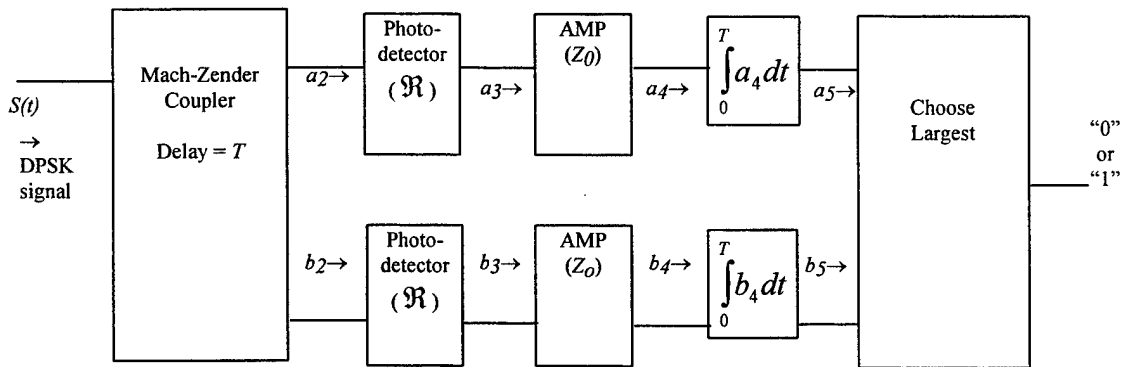 S(t)
→
DPSK
signal
Mach-Zender
Coupler
Delay = T
a2→
Photo-
detector
(ℜ)
a3→
AMP
(Z0)
a4→
T
∫a4dt
0
a5→
b2→
Photo-
detector
(ℜ)
b3→
AMP
(Zo)
b4→
T
∫b4dt
0
b5→
Choose
Largest
“0”
or
“1”